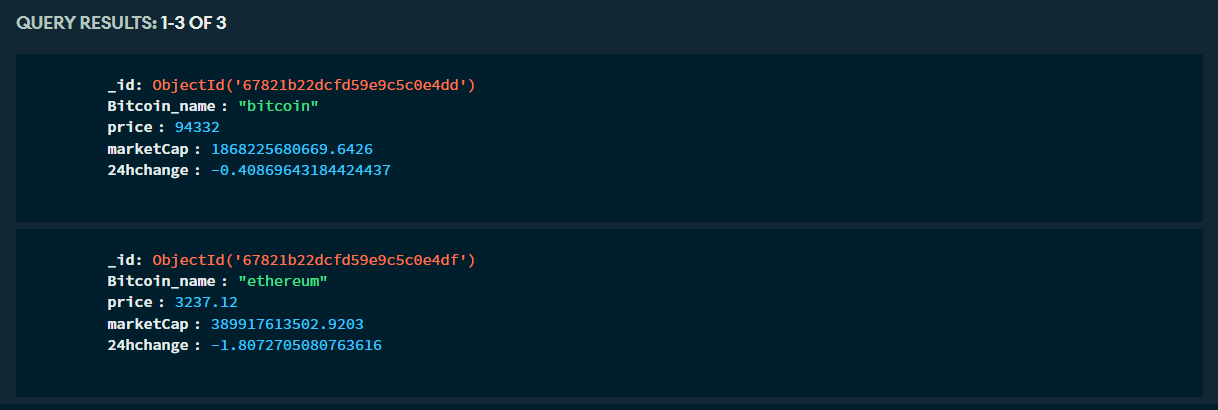 QUERY RESULTS: 1-3 OF 3
_id: ObjectId('67821b22dcfd59e9c5c0e4dd')
Bitcoin_name : "bitcoin"
price : 94332
marketCap : 1868225680669.6426
24hchange : -0.40869643184424437
_id: ObjectId('67821b22dcfd59e9c5c0e4df')
Bitcoin_name : "ethereum"
price : 3237.12
marketCap : 389917613502.9203
24hchange : -1.8072705080763616